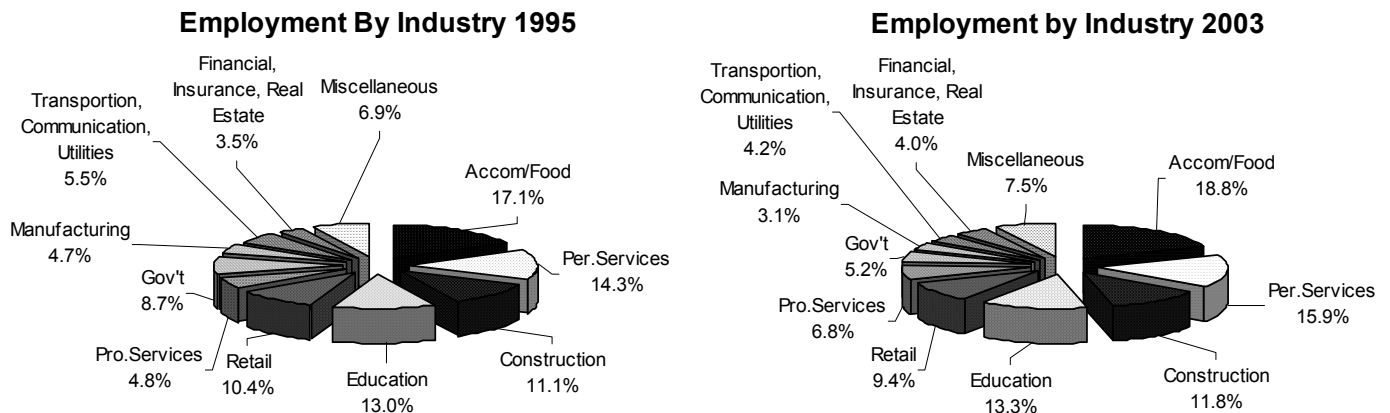 Employment By Industry 1995
Financial,
Insurance, Real
Estate
3.5%
Miscellaneous
6.9%
Transportion,
Communication,
Utilities
5.5%
Accom/Food
17.1%
Manufacturing
4.7%
Per.Services
14.3%
Gov't
8.7%
Pro.Services
4.8%
Retail
10.4%
Education
13.0%
Construction
11.1%
Employment by Industry 2003
Transportion,
Communication,
Utilities
4.2%
Financial,
Insurance, Real
Estate
4.0%
Miscellaneous
7.5%
Accom/Food
18.8%
Manufacturing
3.1%
Gov't
5.2%
Per.Services
15.9%
Pro.Services
6.8%
Retail
9.4%
Education
13.3%
Construction
11.8%